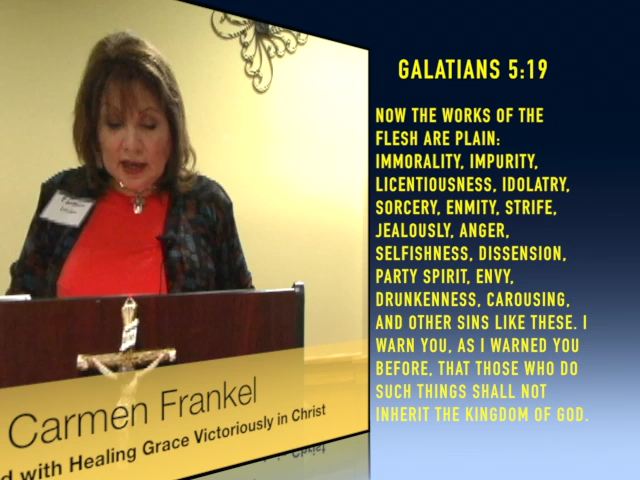 GALATIANS 5:19
NOW THE WORKS OF THE
FLESH ARE PLAIN:
IMMORALITY, IMPURITY,
LICENTIOUSNESS, IDOLATRY,
SORCERY, ENMITY, STRIFE,
JEALOUSLY, ANGER,
SELFISHNESS, DISSENSION,
PARTY SPIRIT, ENVY,
DRUNKENNESS, CAROUSING,
AND OTHER SINS LIKE THESE. I
WARN YOU, AS I WARNED YOU
BEFORE, THAT THOSE WHO DO
SUCH THINGS SHALL NOT
INHERIT THE KINGDOM OF GOD.
Carmen Frankel
d with Healing Grace Victoriously in Christ